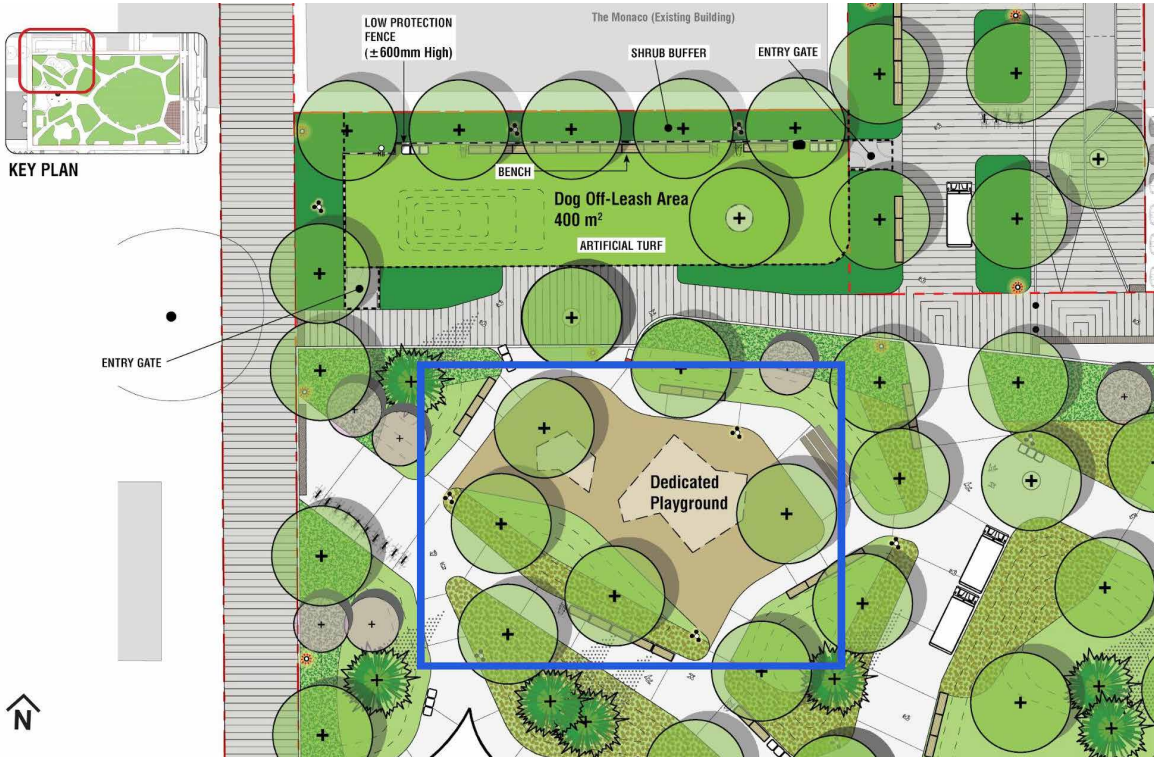 The Monaco (Existing Building)
LOW PROTECTION
FENCE
(±600mm High)
SHRUB BUFFER
ENTRY GATE
KEY PLAN
BENCH
Dog Off-Leash Area
400 m²
ARTIFICIAL TURF
ENTRY GATE
Dedicated
Playground
N